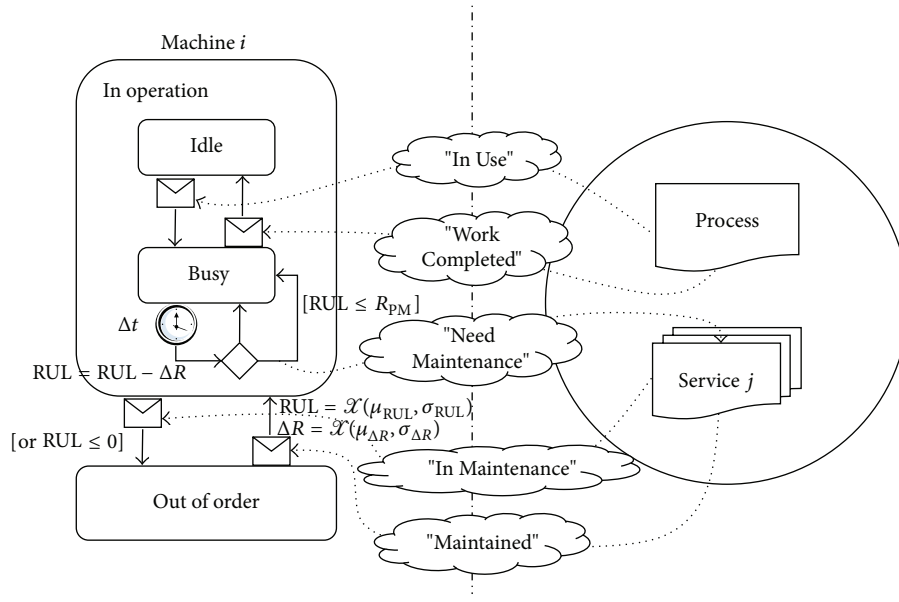 Machine i
In operation
Idle
"In Use"
Process
"Work
Completed"
Busy
[RUL ≤ R_PM]
Δt
"Need
Maintenance"
RUL = RUL − ΔR
Service j
RUL = 𝒳(μ_RUL, σ_RUL)
ΔR = 𝒳(μ_ΔR, σ_ΔR)
[or RUL ≤ 0]
"In Maintenance"
Out of order
"Maintained"